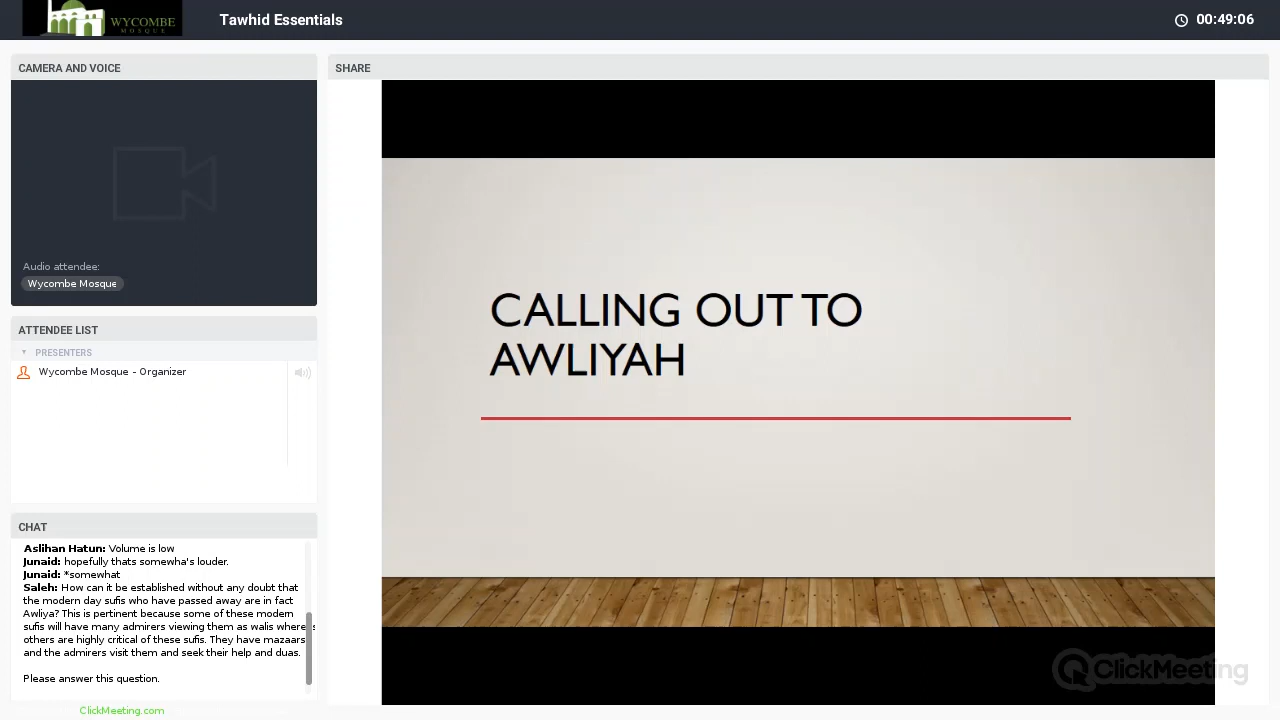 WYCOMBE
MOSQUE
Tawhid Essentials
00:49:06
CAMERA AND VOICE
Audio attendee:
Wycombe Mosque
ATTENDEE LIST
PRESENTERS
Wycombe Mosque - Organizer
CHAT
Aslihan Hatun: Volume is low
Junaid: hopefully thats somewha's louder.
Junaid: *somewhat
Saleh: How can it be established without any doubt that
the modern day sufis who have passed away are in fact
Awliya? This is pertinent because some of these modern
sufis will have many admirers viewing them as walis whereas
others are highly critical of these sufis. They have mazaars
and the admirers visit them and seek their help and duas.
Please answer this question.
ClickMeeting.com
SHARE
CALLING OUT TO
AWLIYAH
ClickMeeting